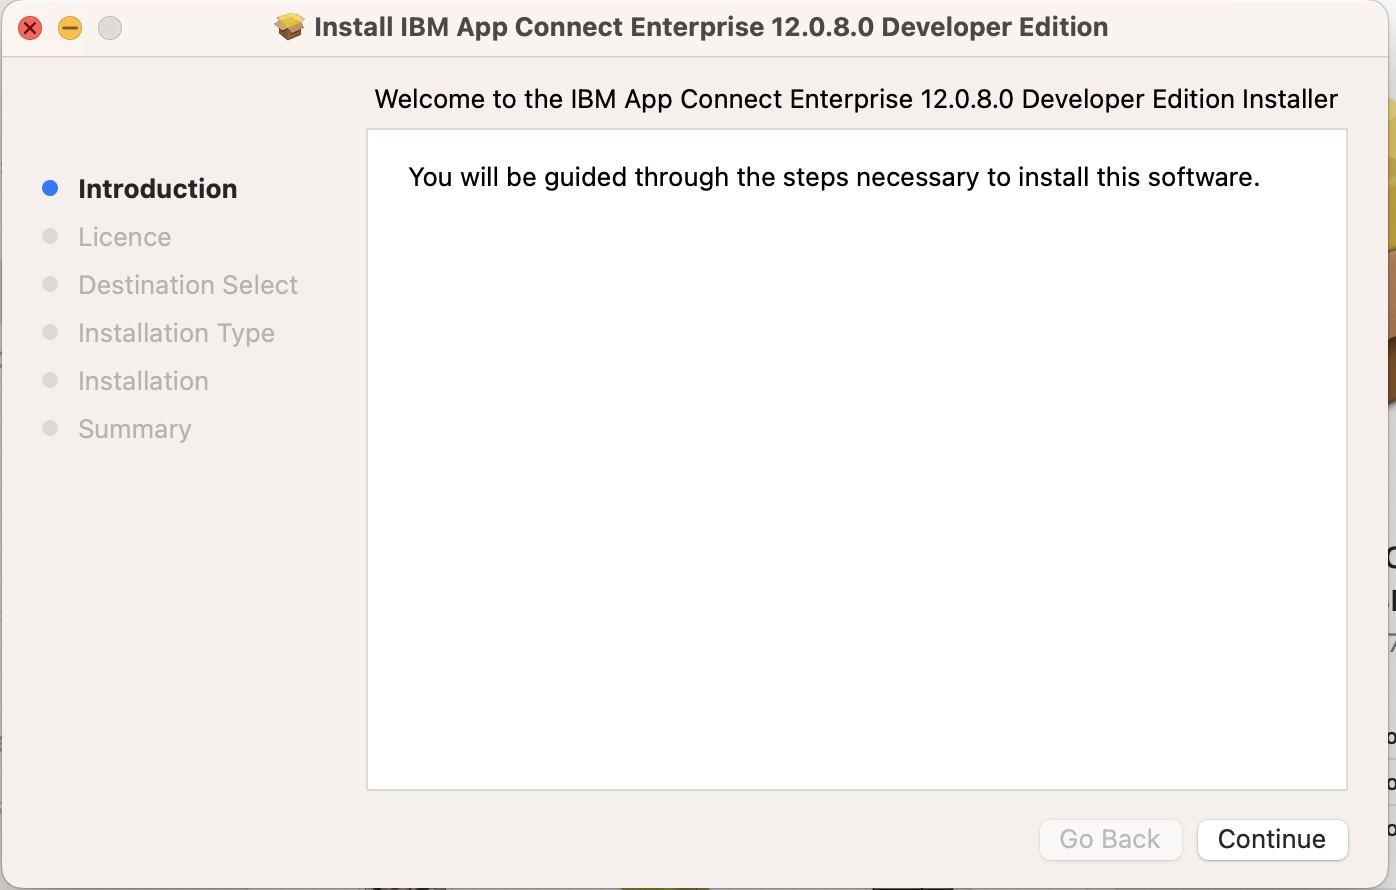 Install IBM App Connect Enterprise 12.0.8.0 Developer Edition
Welcome to the IBM App Connect Enterprise 12.0.8.0 Developer Edition Installer
Introduction
Licence
Destination Select
Installation Type
Installation
Summary
You will be guided through the steps necessary to install this software.
Go Back
Continue